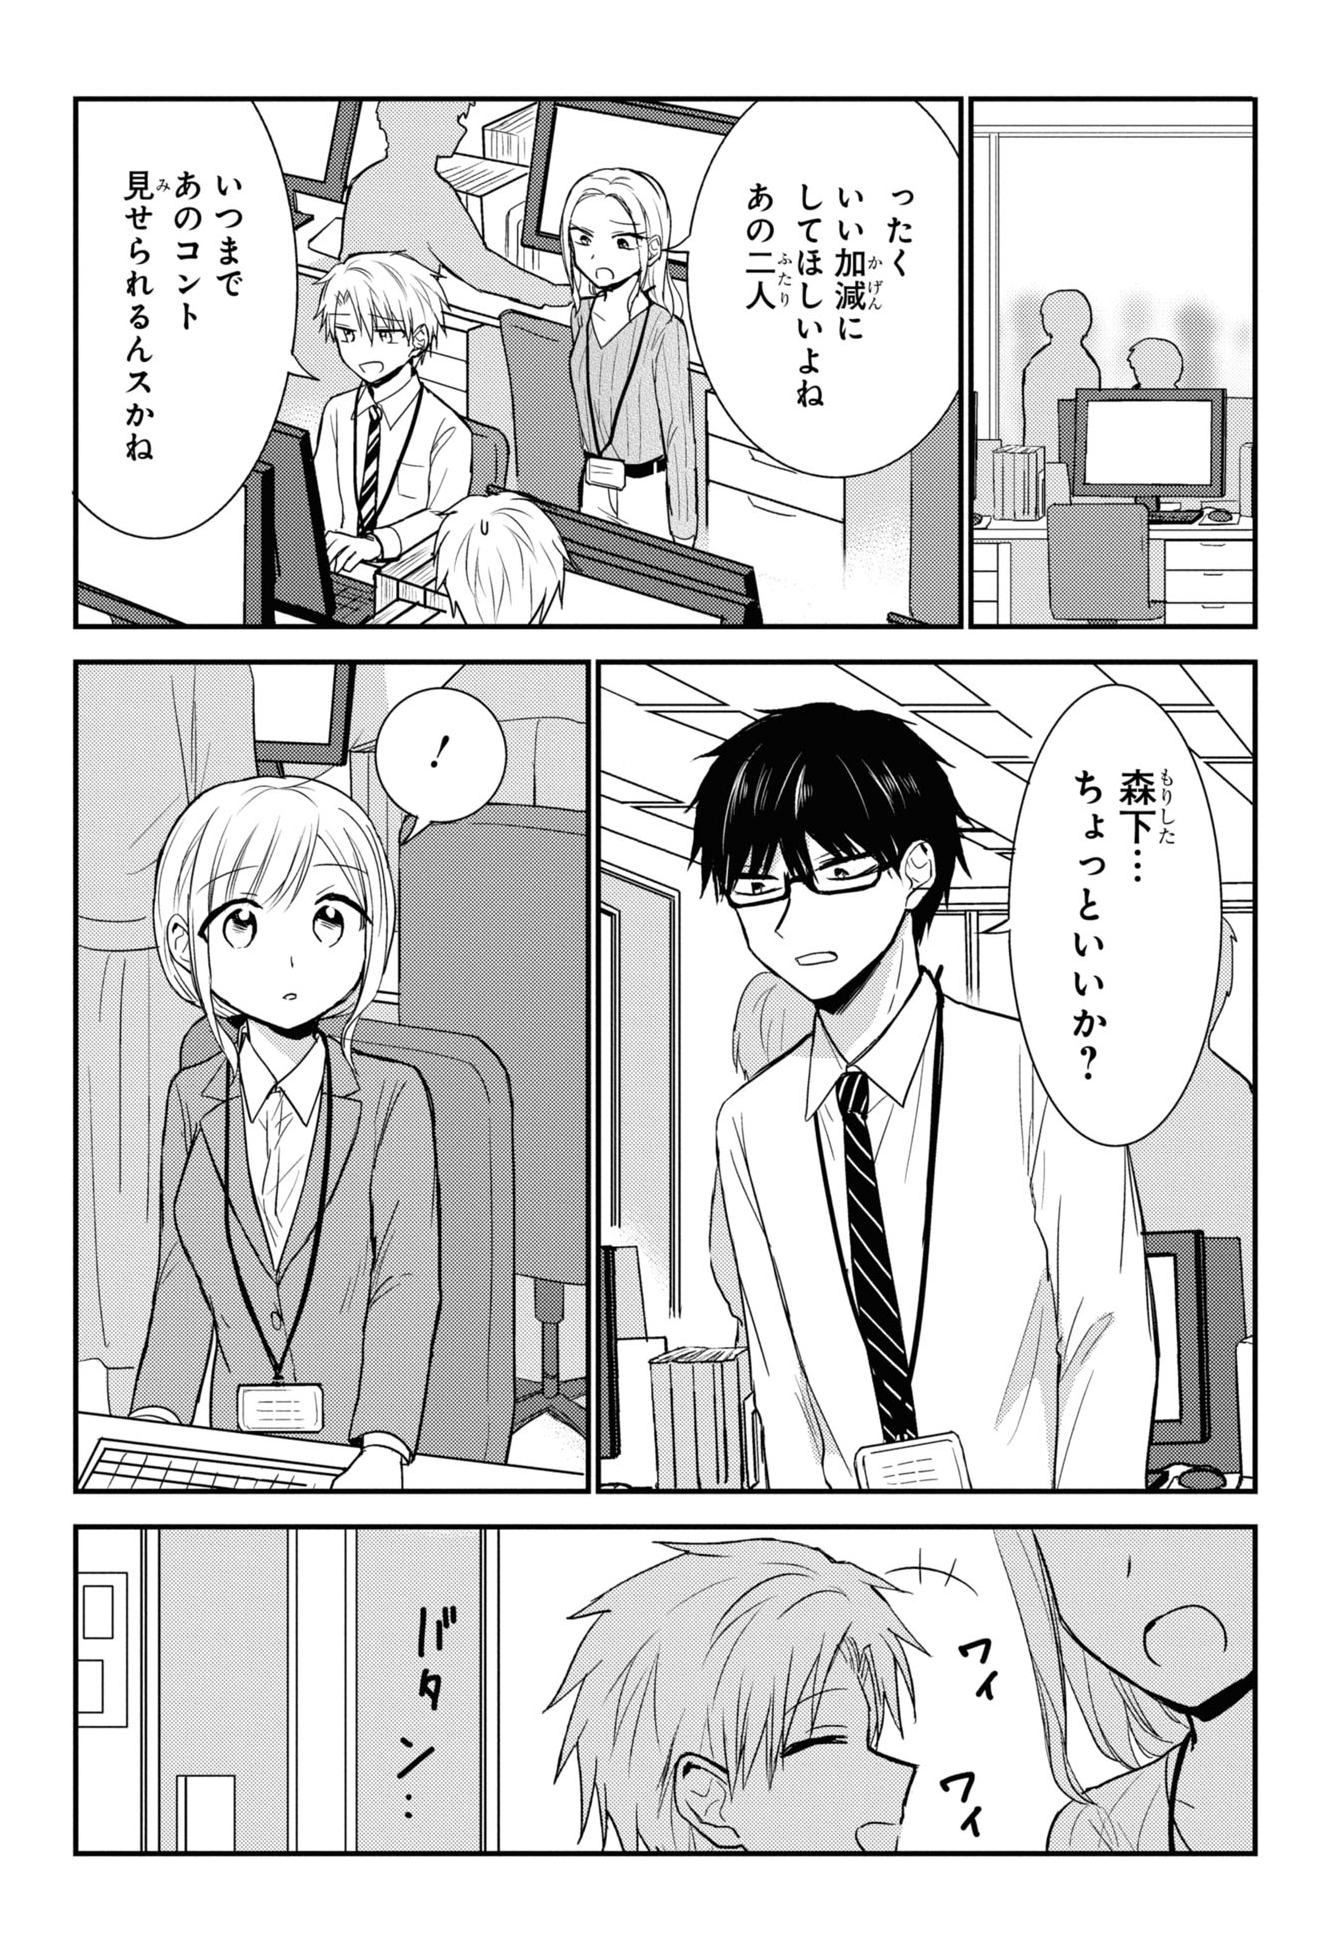 ったく
いい加減に
してほしいよね
あの二人
いつまで
あのコント
見せられるんスかね
森下…
ちょっといいか?
!
ワイ
ワイ
バタン…